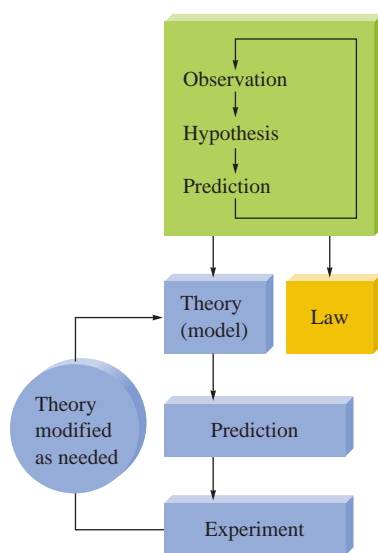 Observation
Hypothesis
Prediction
Theory
(model)
Law
Theory
modified
as needed
Prediction
Experiment